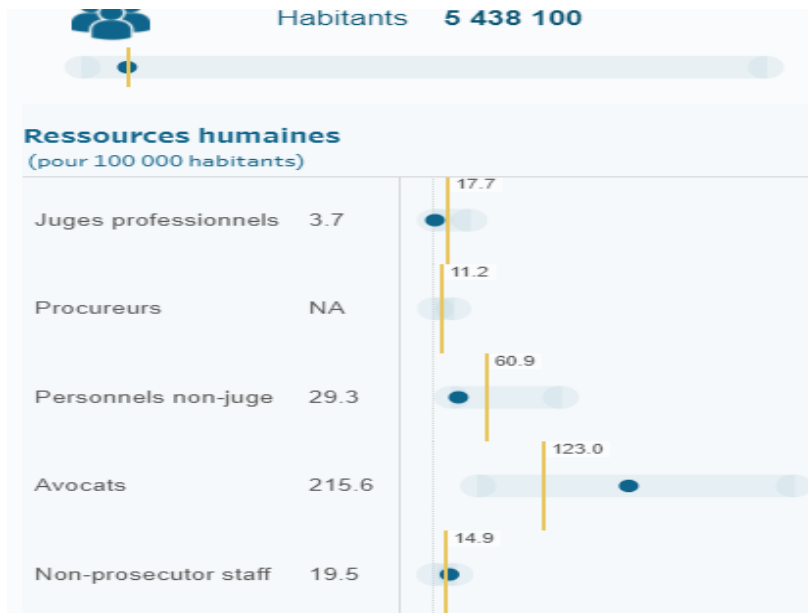 Habitants 5 438 100
Ressources humaines
(pour 100 000 habitants)
17.7
Juges professionnels 3.7
11.2
Procureurs NA
60.9
Personnels non-juge 29.3
123.0
Avocats 215.6
14.9
Non-prosecutor staff 19.5